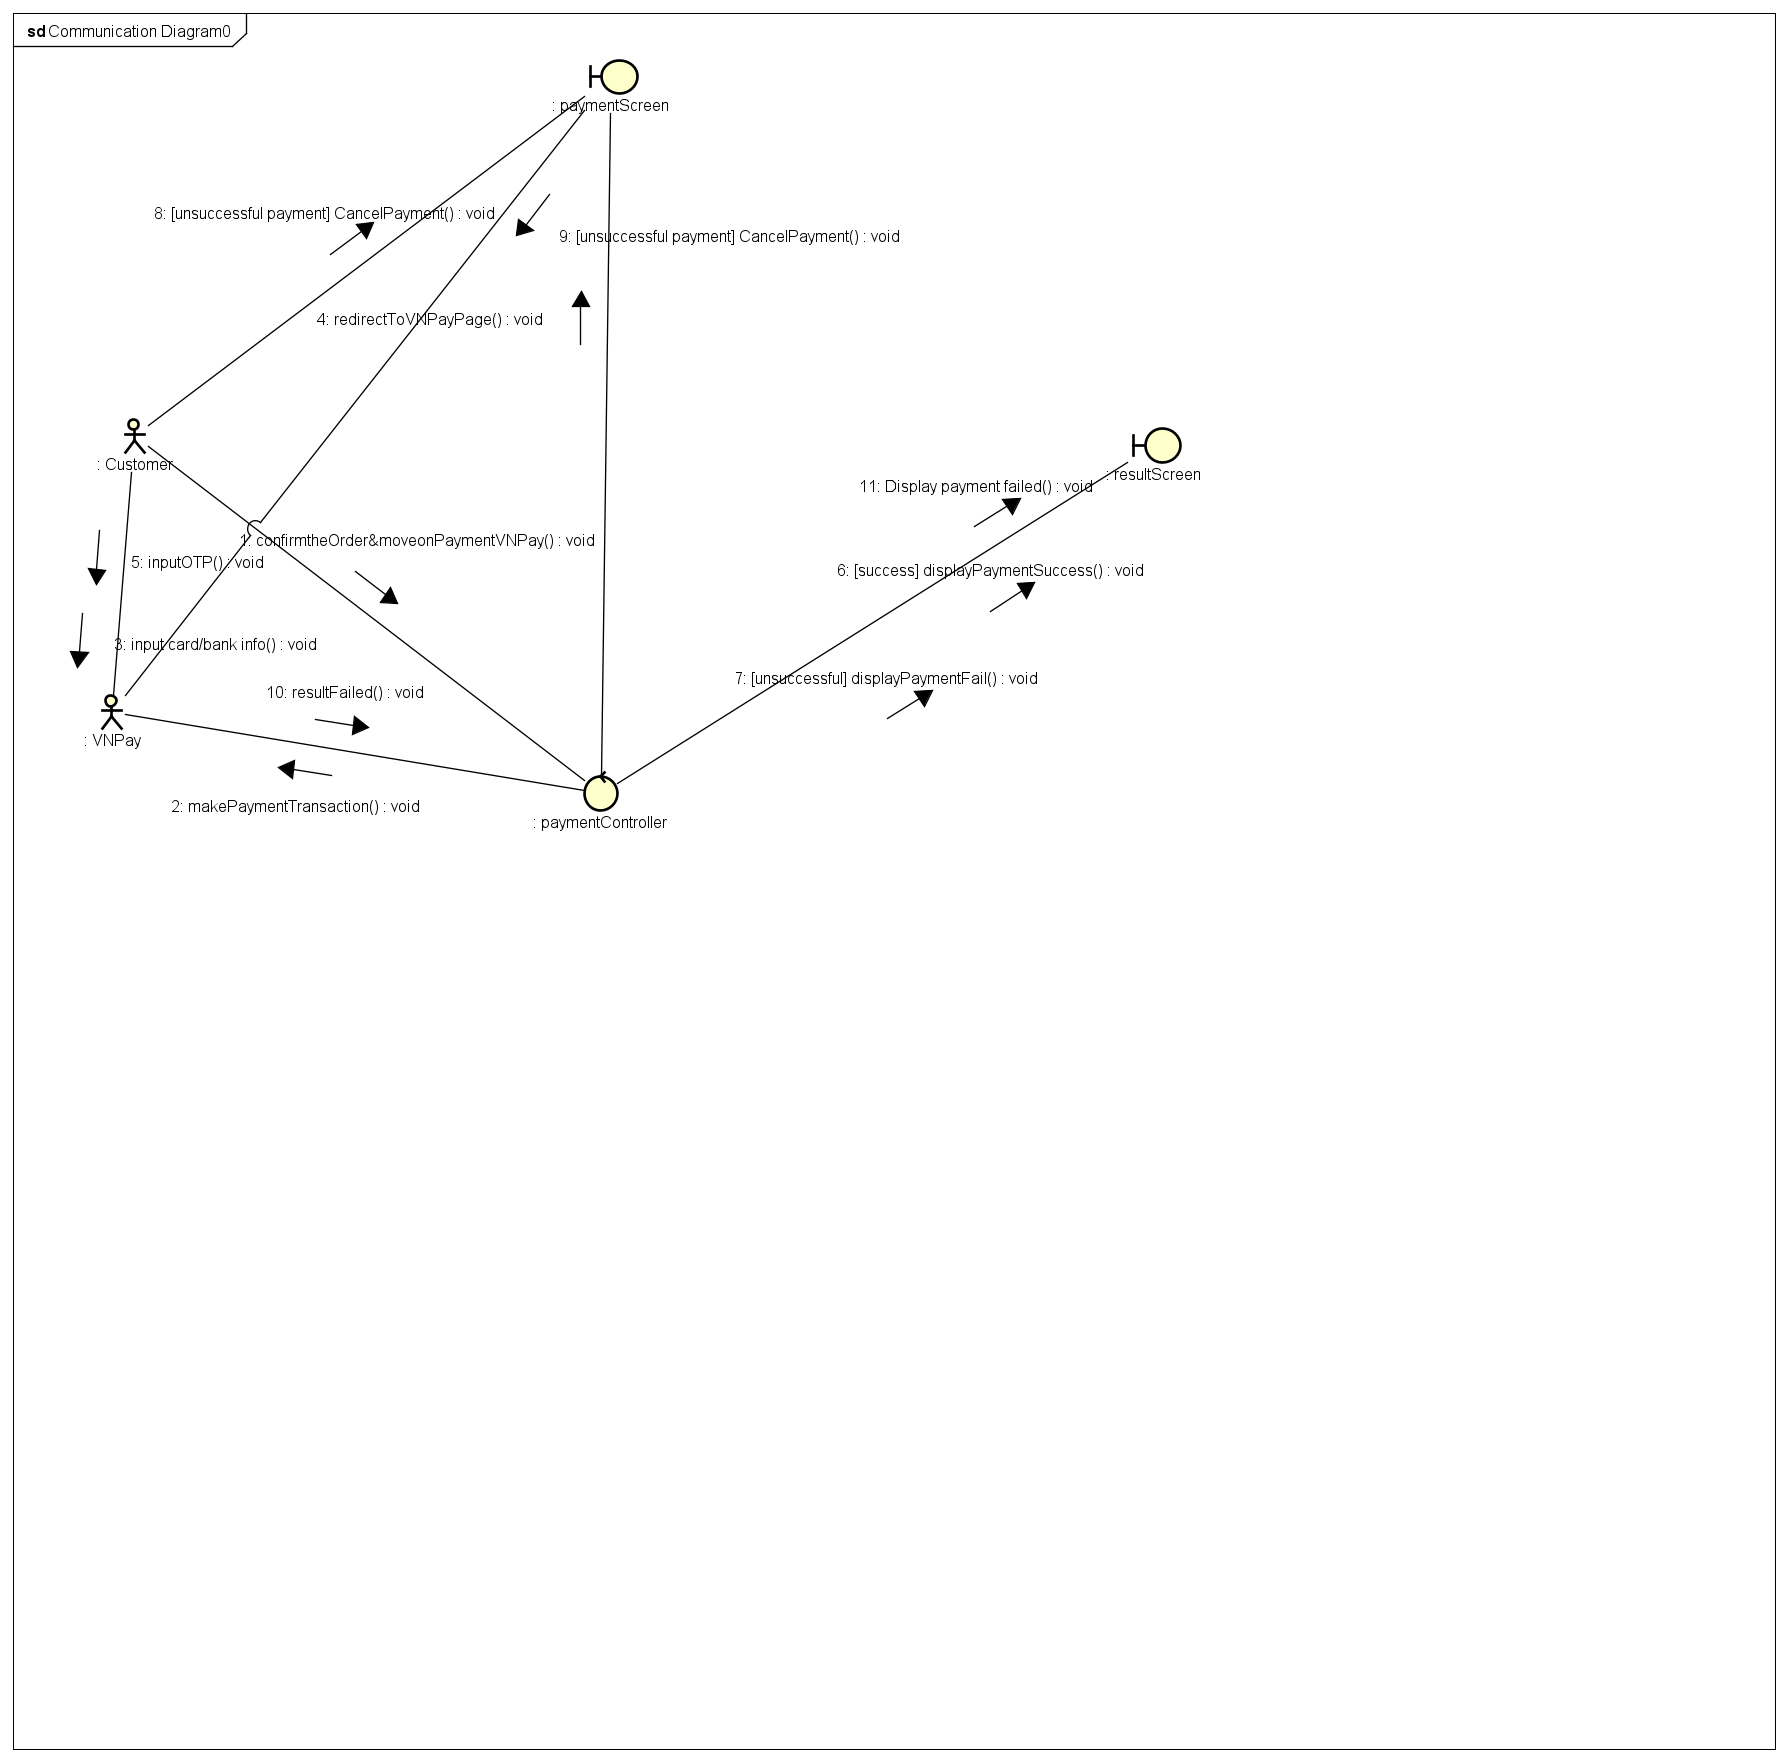 sd Communication Diagram0
: paymentScreen
8: [unsuccessful payment] CancelPayment() : void
9: [unsuccessful payment] CancelPayment() : void
4: redirectToVNPayPage() : void
: Customer
: resultScreen
11: Display payment failed() : void
1: confirmtheOrder&moveonPaymentVNPay() : void
5: inputOTP() : void
6: [success] displayPaymentSuccess() : void
3: input card/bank info() : void
7: [unsuccessful] displayPaymentFail() : void
10: resultFailed() : void
: VNPay
2: makePaymentTransaction() : void
: paymentController